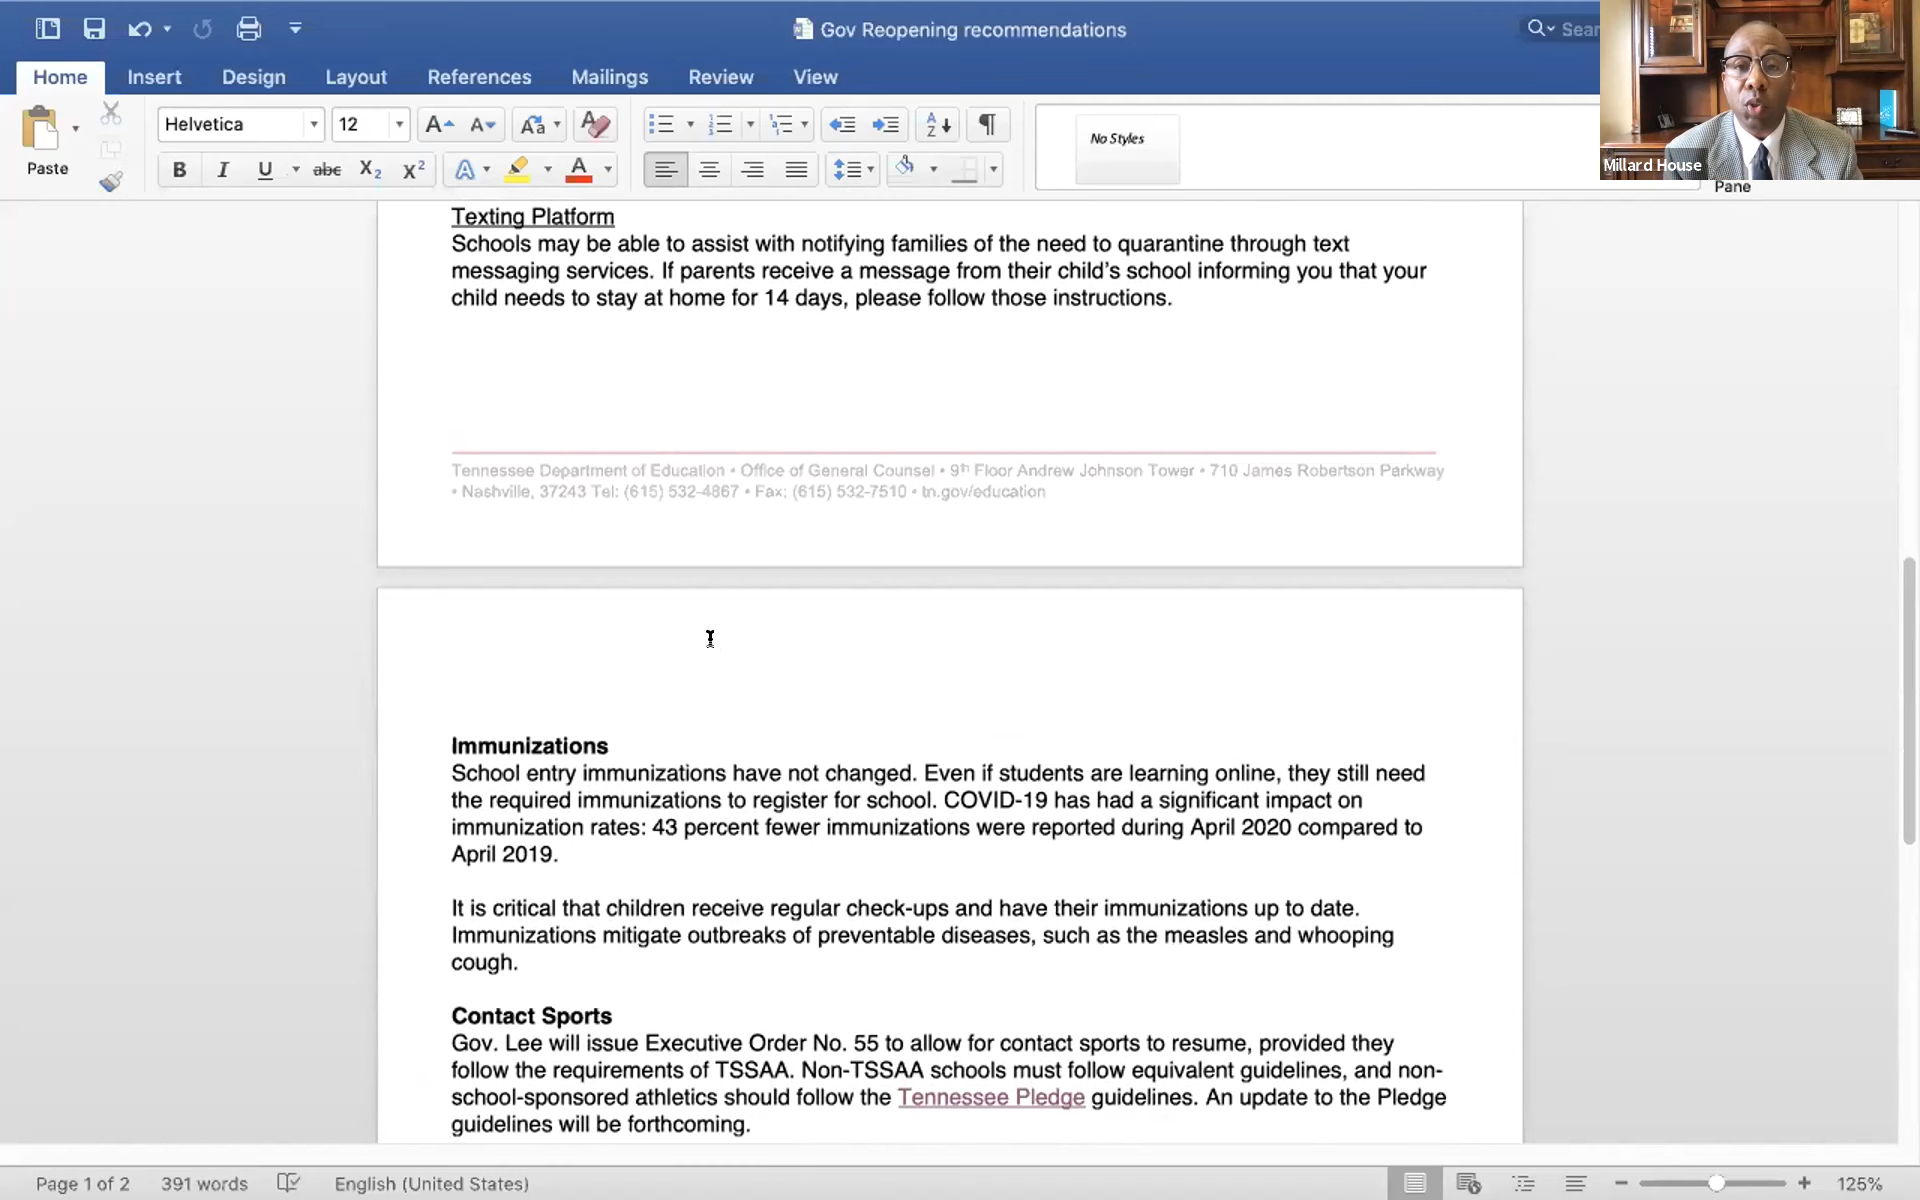 Gov Reopening recommendations
Sear
Home Insert Design Layout References Mailings Review View
Paste
Helvetica 12
No Styles
Pane
Millard House
Texting Platform
Schools may be able to assist with notifying families of the need to quarantine through text
messaging services. If parents receive a message from their child’s school informing you that your
child needs to stay at home for 14 days, please follow those instructions.
Tennessee Department of Education • Office of General Counsel • 9th Floor Andrew Johnson Tower • 710 James Robertson Parkway
• Nashville, 37243 Tel: (615) 532-4867 • Fax: (615) 532-7510 • tn.gov/education
Immunizations
School entry immunizations have not changed. Even if students are learning online, they still need
the required immunizations to register for school. COVID-19 has had a significant impact on
immunization rates: 43 percent fewer immunizations were reported during April 2020 compared to
April 2019.
It is critical that children receive regular check-ups and have their immunizations up to date.
Immunizations mitigate outbreaks of preventable diseases, such as the measles and whooping
cough.
Contact Sports
Gov. Lee will issue Executive Order No. 55 to allow for contact sports to resume, provided they
follow the requirements of TSSAA. Non-TSSAA schools must follow equivalent guidelines, and non-
school-sponsored athletics should follow the Tennessee Pledge guidelines. An update to the Pledge
guidelines will be forthcoming.
Page 1 of 2 391 words English (United States) 125%